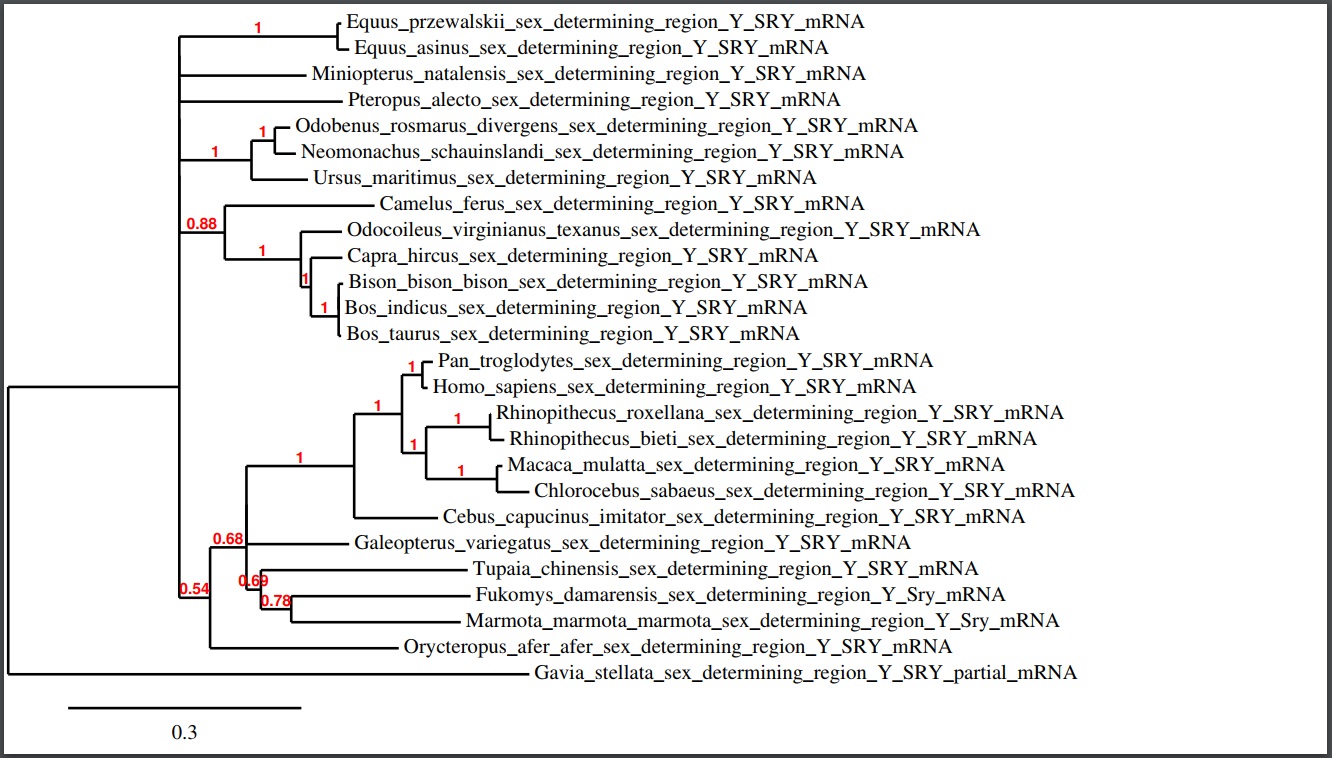 1
Equus_przewalskii_sex_determining_region_Y_SRY_mRNA
Equus_asinus_sex_determining_region_Y_SRY_mRNA
Miniopterus_natalensis_sex_determining_region_Y_SRY_mRNA
Pteropus_alecto_sex_determining_region_Y_SRY_mRNA
1
Odobenus_rosmarus_divergens_sex_determining_region_Y_SRY_mRNA
1
Neomonachus_schauinslandi_sex_determining_region_Y_SRY_mRNA
Ursus_maritimus_sex_determining_region_Y_SRY_mRNA
Camelus_ferus_sex_determining_region_Y_SRY_mRNA
0.88
Odocoileus_virginianus_texanus_sex_determining_region_Y_SRY_mRNA
1
Capra_hircus_sex_determining_region_Y_SRY_mRNA
1
Bison_bison_bison_sex_determining_region_Y_SRY_mRNA
1
Bos_indicus_sex_determining_region_Y_SRY_mRNA
Bos_taurus_sex_determining_region_Y_SRY_mRNA
1
Pan_troglodytes_sex_determining_region_Y_SRY_mRNA
Homo_sapiens_sex_determining_region_Y_SRY_mRNA
1
1
Rhinopithecus_roxellana_sex_determining_region_Y_SRY_mRNA
1
Rhinopithecus_bieti_sex_determining_region_Y_SRY_mRNA
1
1
Macaca_mulatta_sex_determining_region_Y_SRY_mRNA
Chlorocebus_sabaeus_sex_determining_region_Y_SRY_mRNA
Cebus_capucinus_imitator_sex_determining_region_Y_SRY_mRNA
0.68
Galeopterus_variegatus_sex_determining_region_Y_SRY_mRNA
Tupaia_chinensis_sex_determining_region_Y_SRY_mRNA
0.69
0.54
0.78
Fukomys_damarensis_sex_determining_region_Y_Sry_mRNA
Marmota_marmota_marmota_sex_determining_region_Y_Sry_mRNA
Orycteropus_afer_afer_sex_determining_region_Y_SRY_mRNA
Gavia_stellata_sex_determining_region_Y_SRY_partial_mRNA
0.3